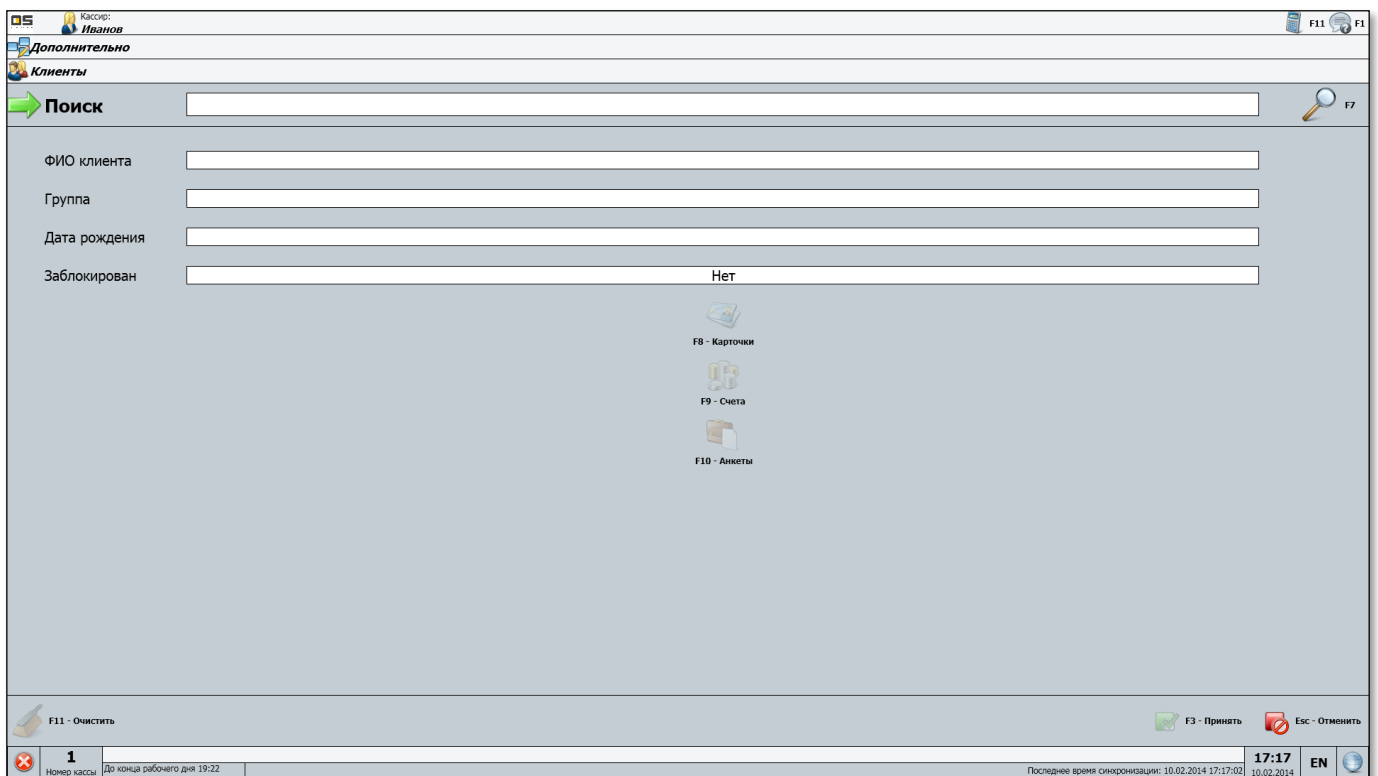 QS
Кассир:
Иванов
F11
F1
Дополнительно
Клиенты
Поиск
F7
ФИО клиента
Группа
Дата рождения
Заблокирован
Нет
F8 - Карточки
F9 - Счета
F10 - Анкеты
F11 - Очистить
F3 - Принять
Esc - Отменить
1
Номер кассы
До конца рабочего дня 19:22
Последнее время синхронизации: 10.02.2014 17:17:02
17:17
10.02.2014
EN